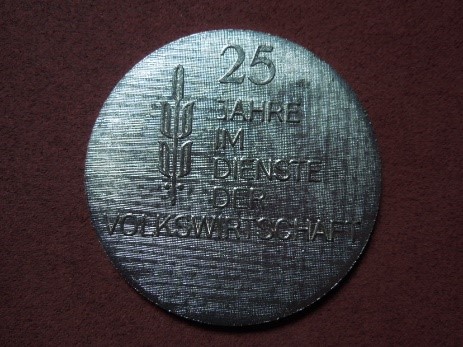 25
JAHRE
IM
DIENSTE
DER
VOLKSWIRTSCHAFT